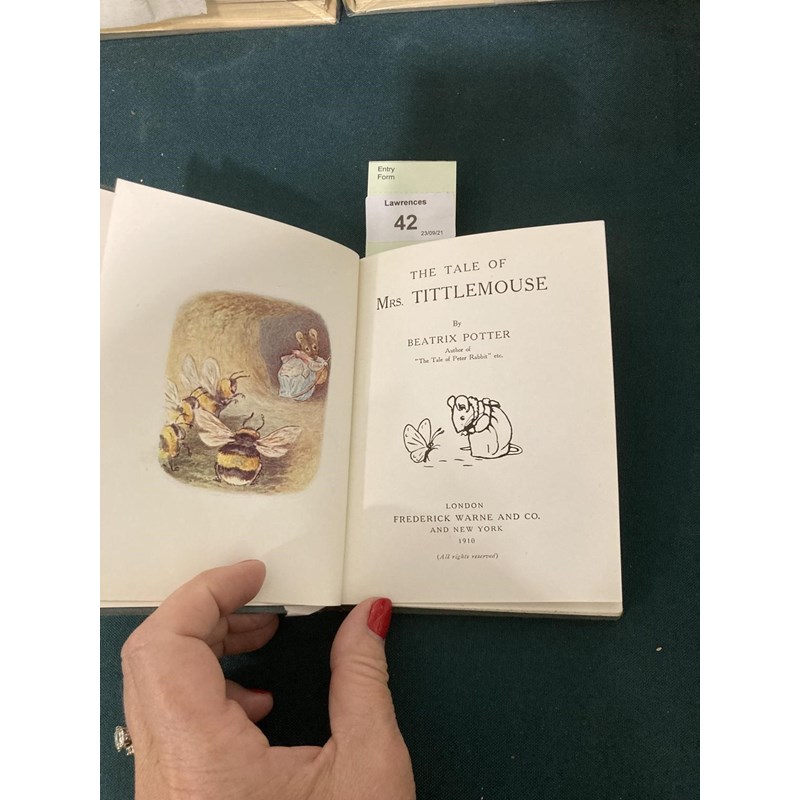 Entry
Form
Lawrences
42
23/09/21
THE TALE OF
MRS. TITTLEMOUSE
By
BEATRIX POTTER
Author of
"The Tale of Peter Rabbit" etc.
LONDON
FREDERICK WARNE AND CO.
AND NEW YORK
1910
(All rights reserved)